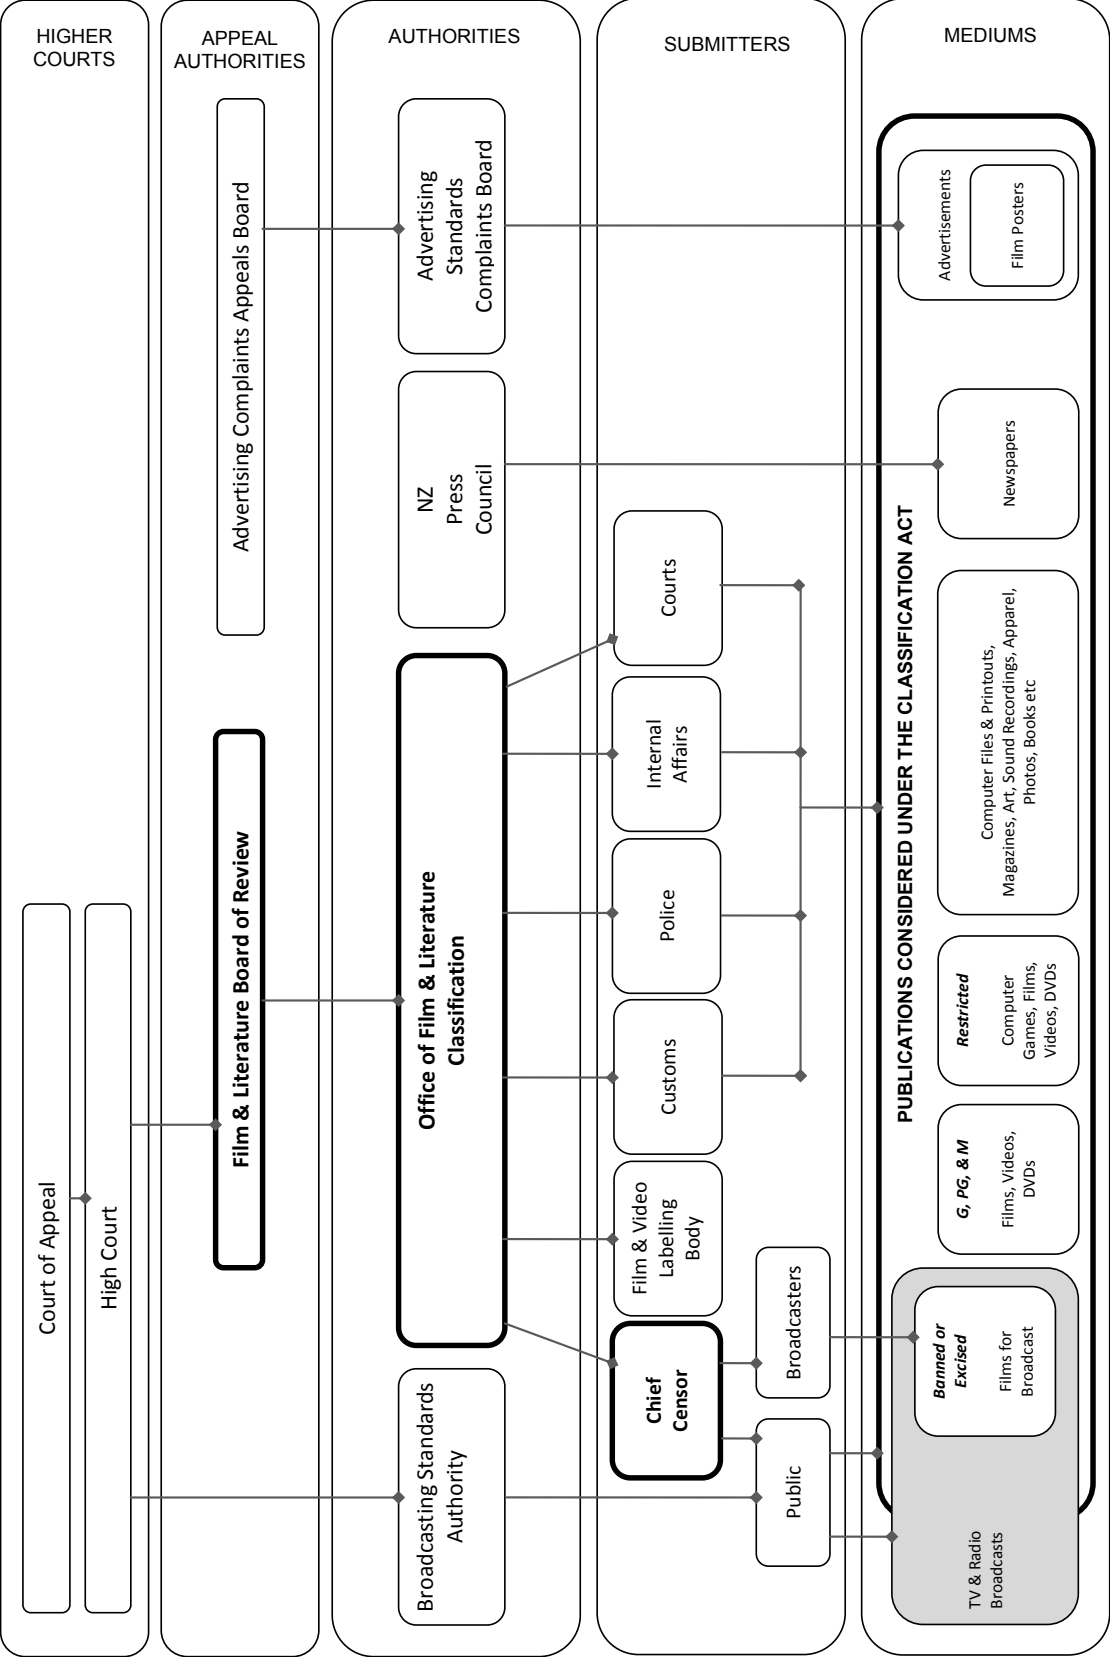 HIGHER
COURTS
APPEAL
AUTHORITIES
AUTHORITIES
SUBMITTERS
MEDIUMS
Court of Appeal
High Court
Film & Literature Board of Review
Advertising Complaints Appeals Board
Broadcasting Standards
Authority
Office of Film & Literature
Classification
NZ
Press
Council
Advertising
Standards
Complaints Board
Chief
Censor
Film & Video
Labelling
Body
Customs
Police
Internal
Affairs
Courts
Public
Broadcasters
PUBLICATIONS CONSIDERED UNDER THE CLASSIFICATION ACT
TV & Radio
Broadcasts
Banned or
Excised
Films for
Broadcast
G, PG, & M
Films, Videos,
DVDs
Restricted
Computer
Games, Films,
Videos, DVDs
Computer Files & Printouts,
Magazines, Art, Sound Recordings, Apparel,
Photos, Books etc
Newspapers
Advertisements
Film Posters